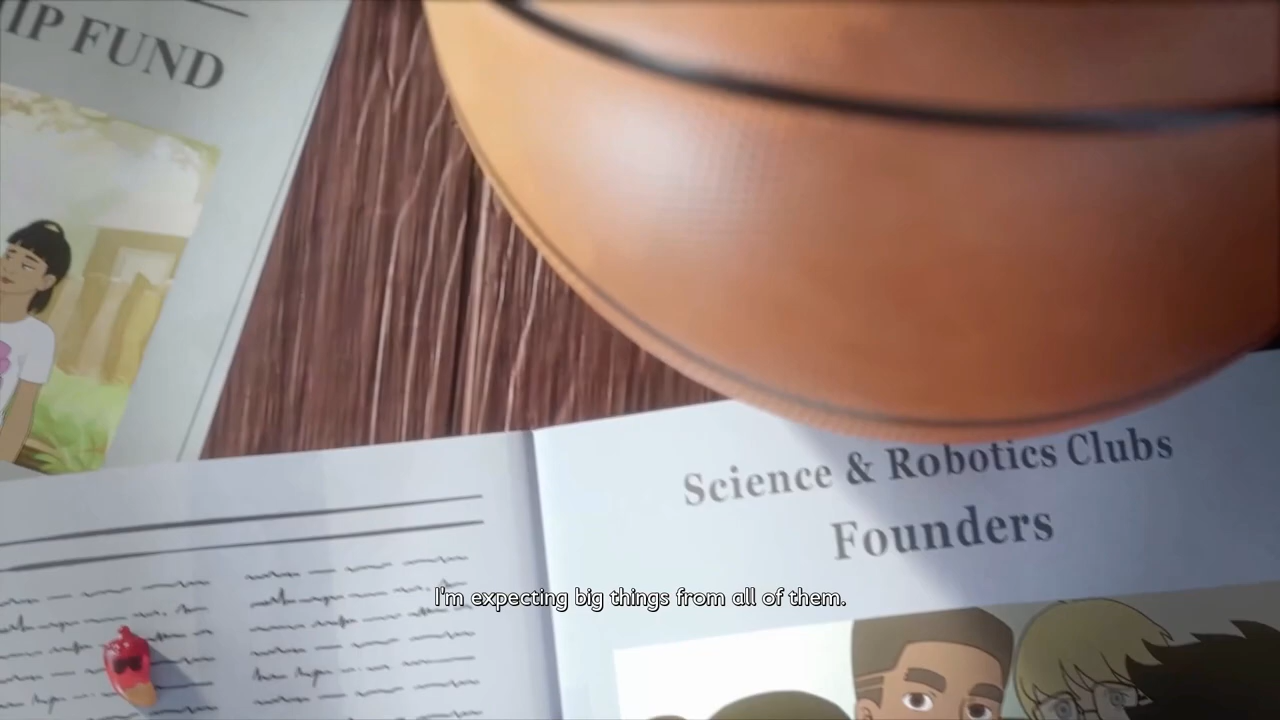 IP FUND
Science & Robotics Clubs
Founders
I'm expecting big things from all of them.